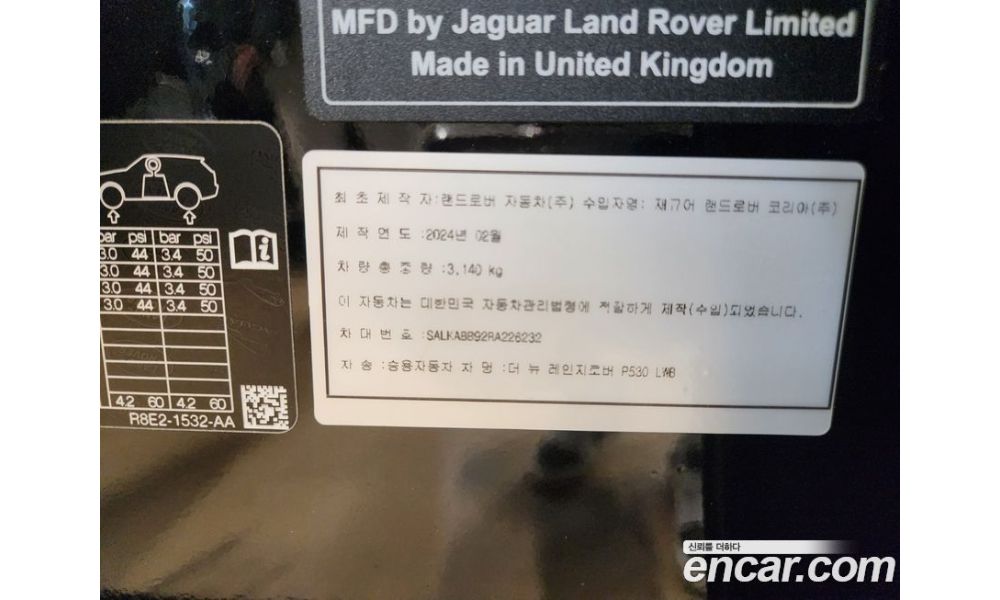 MFD by Jaguar Land Rover Limited
Made in United Kingdom
최 초 제 작 자:랜드로버 자동차(주) 수입자명: 재규어 랜드로버 코리아(주)
제 작 연 도 :2024년 02월
차 량 총 중 량 :3,140 kg
이 자동차는 대한민국 자동차관리법령에 적합하게 제작(수입)되었습니다.
차 대 번 호 :SALKABB92RA226232
차 종 :승용자동차 차 명 :더 뉴 레인지로버 P530 LWB
bar psi bar psi
3.0 44 3.4 50
3.0 44 3.4 50
3.0 44 3.4 50
3.0 44 3.4 50
4.2 60 4.2 60
R8E2-1532-AA
신뢰를 더하다
encar.com